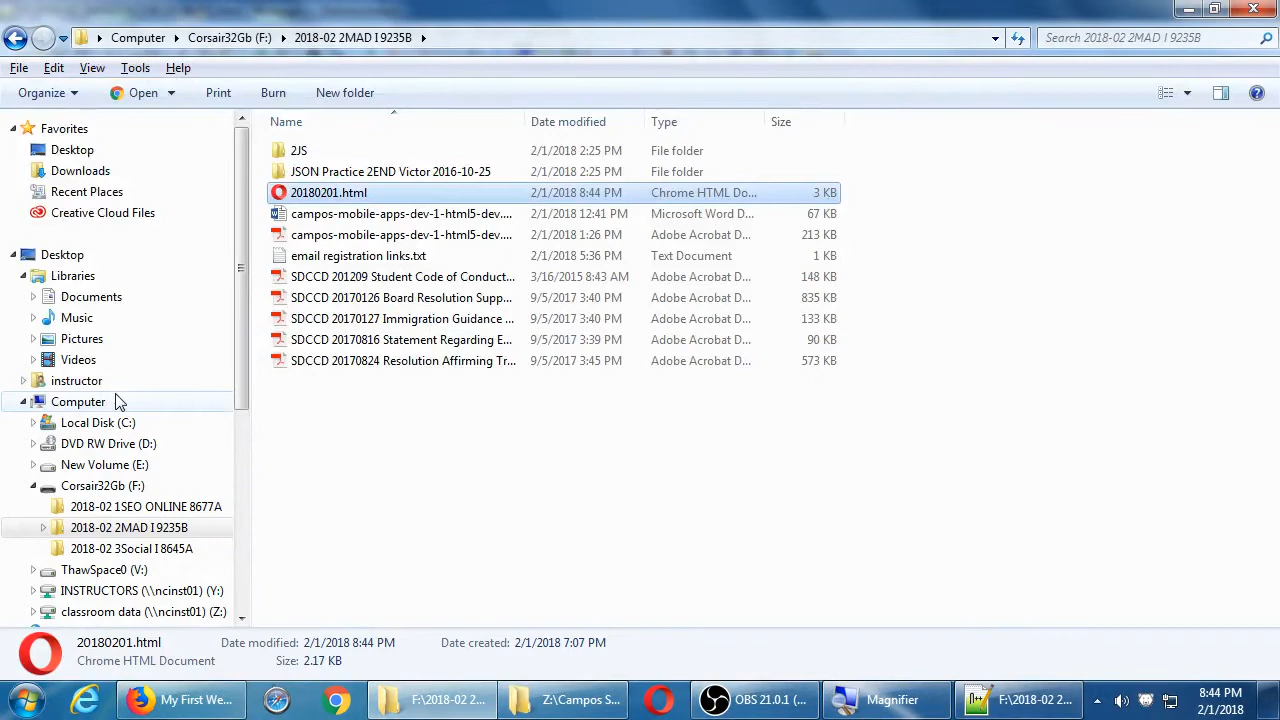 Computer Corsair32Gb (F:) 2018-02 2MAD I 9235B Search 2018-02 2MAD I 9235B
File Edit View Tools Help
Organize Open Print Burn New folder
Name Date modified Type Size
Favorites
Desktop
Downloads
Recent Places
Creative Cloud Files
Desktop
Libraries
Documents
Music
Pictures
Videos
instructor
Computer
Local Disk (C:)
DVD RW Drive (D:)
New Volume (E:)
Corsair32Gb (F:)
2018-02 1SEO ONLINE 8677A
2018-02 2MAD I 9235B
2018-02 3Social I 8645A
ThawSpace0 (V:)
INSTRUCTORS (\\ncinst01) (Y:)
classroom data (\\ncinst01) (Z:)
2JS 2/1/2018 2:25 PM File folder
JSON Practice 2END Victor 2016-10-25 2/1/2018 2:25 PM File folder
20180201.html 2/1/2018 8:44 PM Chrome HTML Do... 3 KB
campos-mobile-apps-dev-1-html5-dev.... 2/1/2018 12:41 PM Microsoft Word D... 67 KB
campos-mobile-apps-dev-1-html5-dev.... 2/1/2018 1:26 PM Adobe Acrobat D... 213 KB
email registration links.txt 2/1/2018 5:36 PM Text Document 1 KB
SDCCD 201209 Student Code of Conduct... 3/16/2015 8:43 AM Adobe Acrobat D... 148 KB
SDCCD 20170126 Board Resolution Supp... 9/5/2017 3:40 PM Adobe Acrobat D... 835 KB
SDCCD 20170127 Immigration Guidance ... 9/5/2017 3:40 PM Adobe Acrobat D... 133 KB
SDCCD 20170816 Statement Regarding E... 9/5/2017 3:39 PM Adobe Acrobat D... 90 KB
SDCCD 20170824 Resolution Affirming Tr... 9/5/2017 3:45 PM Adobe Acrobat D... 573 KB
20180201.html Date modified: 2/1/2018 8:44 PM Date created: 2/1/2018 7:07 PM
Chrome HTML Document Size: 2.17 KB
My First We... F:\2018-02 2... Z:\Campos S... OBS 21.0.1 (... Magnifier F:\2018-02 2... 8:44 PM
2/1/2018